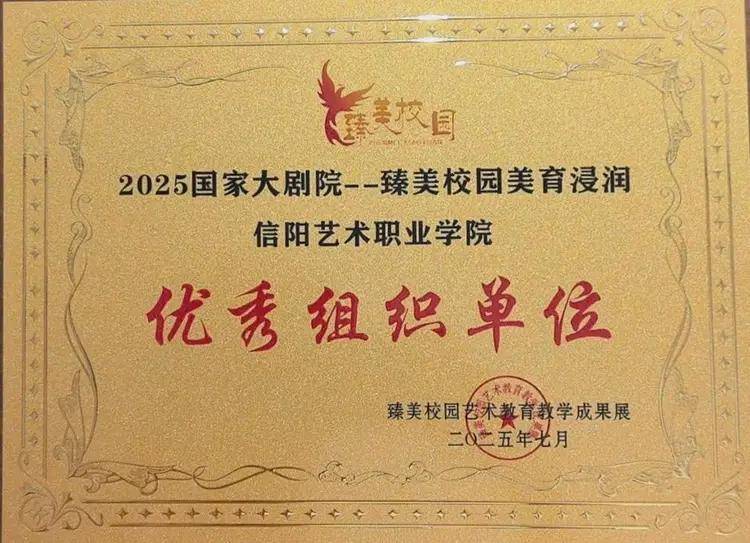 臻美校园
2025国家大剧院--臻美校园美育浸润
信阳艺术职业学院
优秀组织单位
臻美校园艺术教育教学成果展
二〇二五年七月